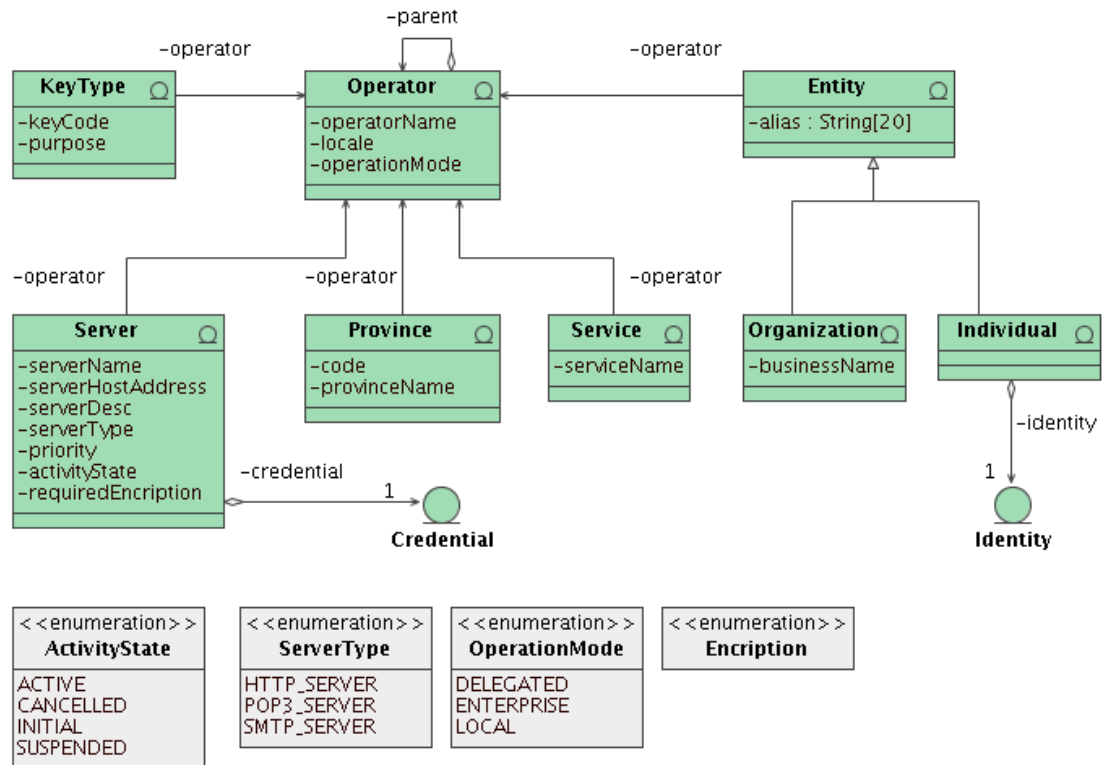 -parent
-operator
-operator
KeyType
-keyCode
-purpose
Operator
-operatorName
-locale
-operationMode
Entity
-alias : String[20]
-operator
-operator
-operator
Server
-serverName
-serverHostAddress
-serverDesc
-serverType
-priority
-activityState
-requiredEncription
Province
-code
-provinceName
Service
-serviceName
Organization
-businessName
Individual
-identity
1
Identity
-credential
1
Credential
<<enumeration>>
ActivityState
ACTIVE
CANCELLED
INITIAL
SUSPENDED
<<enumeration>>
ServerType
HTTP_SERVER
POP3_SERVER
SMTP_SERVER
<<enumeration>>
OperationMode
DELEGATED
ENTERPRISE
LOCAL
<<enumeration>>
Encription